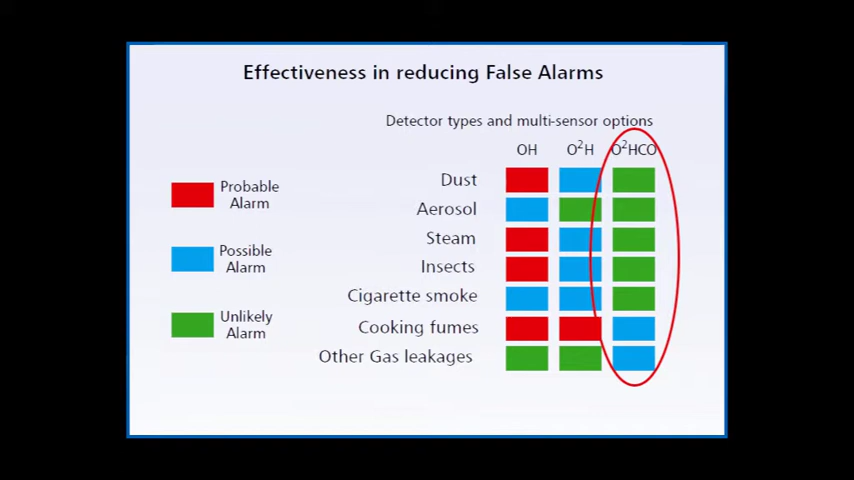 Effectiveness in reducing False Alarms
Detector types and multi-sensor options
OH O²H O²HCO
Probable
Alarm
Possible
Alarm
Unlikely
Alarm
Dust
Aerosol
Steam
Insects
Cigarette smoke
Cooking fumes
Other Gas leakages